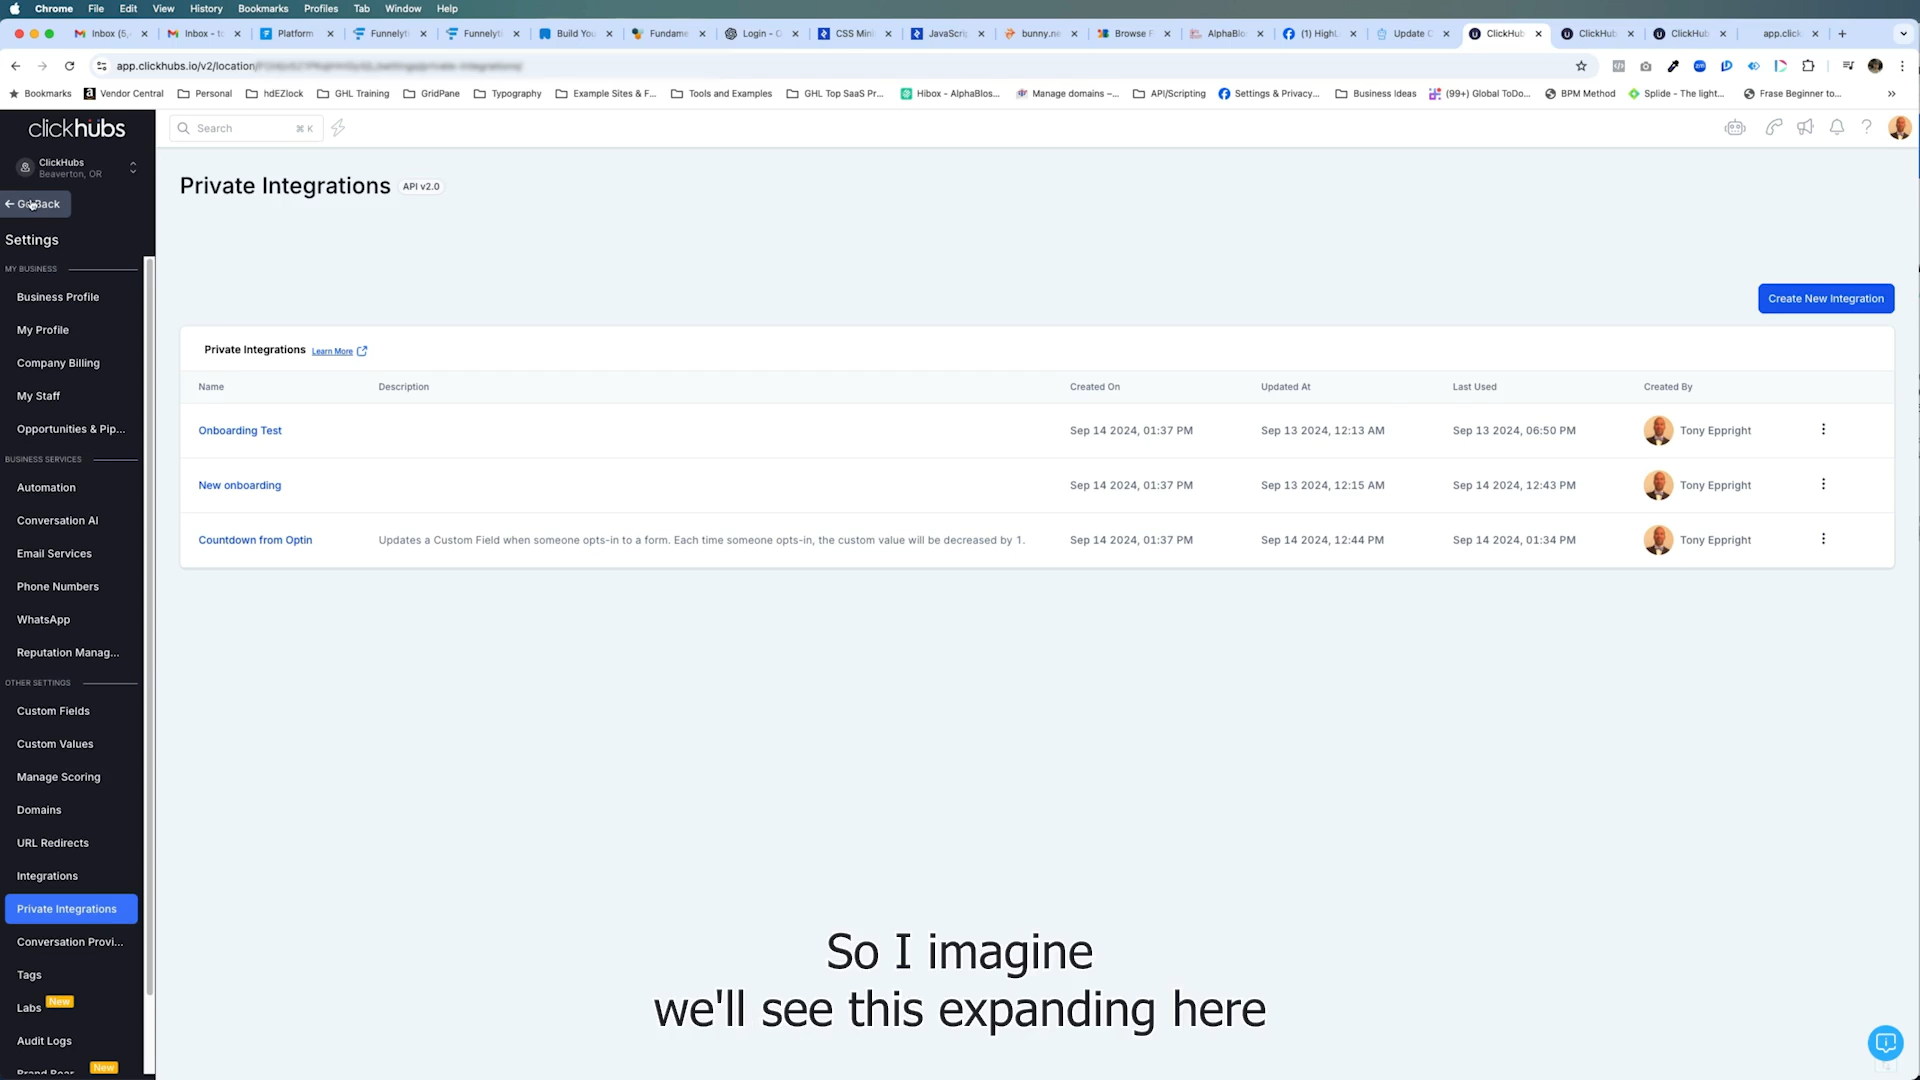 Chrome File Edit View History Bookmarks Profiles Tab Window Help
Inbox (5, Inbox - to Platform Funnelyti Funnelyti Build You Fundame Login - C CSS Mini JavaScrip bunny.ne Browse F AlphaBlo (1) HighL Update C ClickHub ClickHub ClickHub app.click
app.clickhubs.io/v2/location/
Bookmarks Vendor Central Personal hdEZlock GHL Training GridPane Typography Example Sites & F... Tools and Examples GHL Top SaaS Pr... Hibox - AlphaBlos... Manage domains –... API/Scripting Settings & Privacy... Business Ideas (99+) Global ToDo... BPM Method Splide - The light... Frase Beginner to... »
clickhubs
Search ⌘ K
ClickHubs
Beaverton, OR
Go Back
Settings
MY BUSINESS
Business Profile
My Profile
Company Billing
My Staff
Opportunities & Pip...
BUSINESS SERVICES
Automation
Conversation AI
Email Services
Phone Numbers
WhatsApp
Reputation Manag...
OTHER SETTINGS
Custom Fields
Custom Values
Manage Scoring
Domains
URL Redirects
Integrations
Private Integrations
Conversation Provi...
Tags
Labs New
Audit Logs
Brand Boar New
Private Integrations API v2.0
Create New Integration
Private Integrations Learn More
Name Description Created On Updated At Last Used Created By
Onboarding Test Sep 14 2024, 01:37 PM Sep 13 2024, 12:13 AM Sep 13 2024, 06:50 PM Tony Eppright
New onboarding Sep 14 2024, 01:37 PM Sep 13 2024, 12:15 AM Sep 14 2024, 12:43 PM Tony Eppright
Countdown from Optin Updates a Custom Field when someone opts-in to a form. Each time someone opts-in, the custom value will be decreased by 1. Sep 14 2024, 01:37 PM Sep 14 2024, 12:44 PM Sep 14 2024, 01:34 PM Tony Eppright
So I imagine
we'll see this expanding here